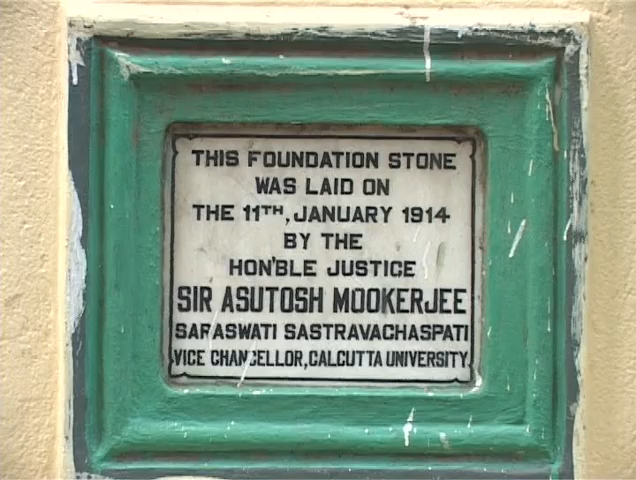 THIS FOUNDATION STONE
WAS LAID ON
THE 11TH, JANUARY 1914
BY THE
HON'BLE JUSTICE
SIR ASUTOSH MOOKERJEE
SARASWATI SASTRAVACHASPATI
VICE CHANCELLOR, CALCUTTA UNIVERSITY